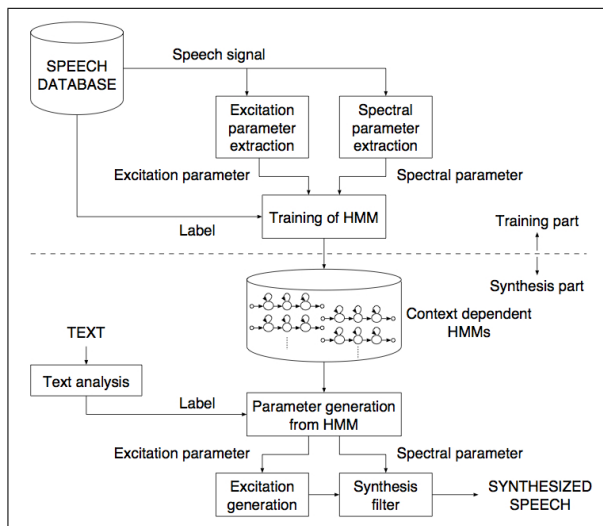 Speech signal
SPEECH
DATABASE
Excitation
parameter
extraction
Spectral
parameter
extraction
Excitation parameter
Spectral parameter
Training of HMM
Label
Training part
Synthesis part
Context dependent
HMMs
TEXT
Text analysis
Label
Parameter generation
from HMM
Excitation parameter
Spectral parameter
Excitation
generation
Synthesis
filter
SYNTHESIZED
SPEECH